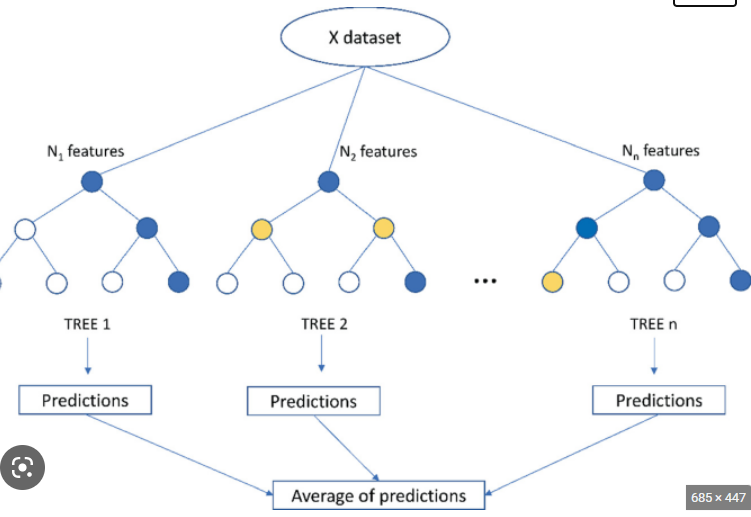 X dataset
N₁ features
N₂ features
Nₙ features
...
TREE 1
TREE 2
TREE n
Predictions
Predictions
Predictions
Average of predictions
685 × 447